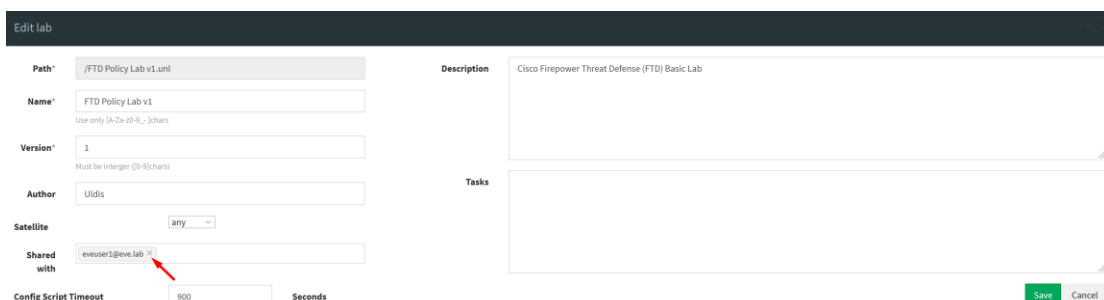 Edit lab
Path*
/FTD Policy Lab v1.unl
Name*
FTD Policy Lab v1
Use only [A-Za-z0-9_- ]chars
Version*
1
Must be interger ([0-9]chars)
Author
Uldis
Satellite
any
Shared with
eveuser1@eve.lab ×
Config Script Timeout
900
Seconds
Description
Cisco Firepower Threat Defense (FTD) Basic Lab
Tasks
Save
Cancel